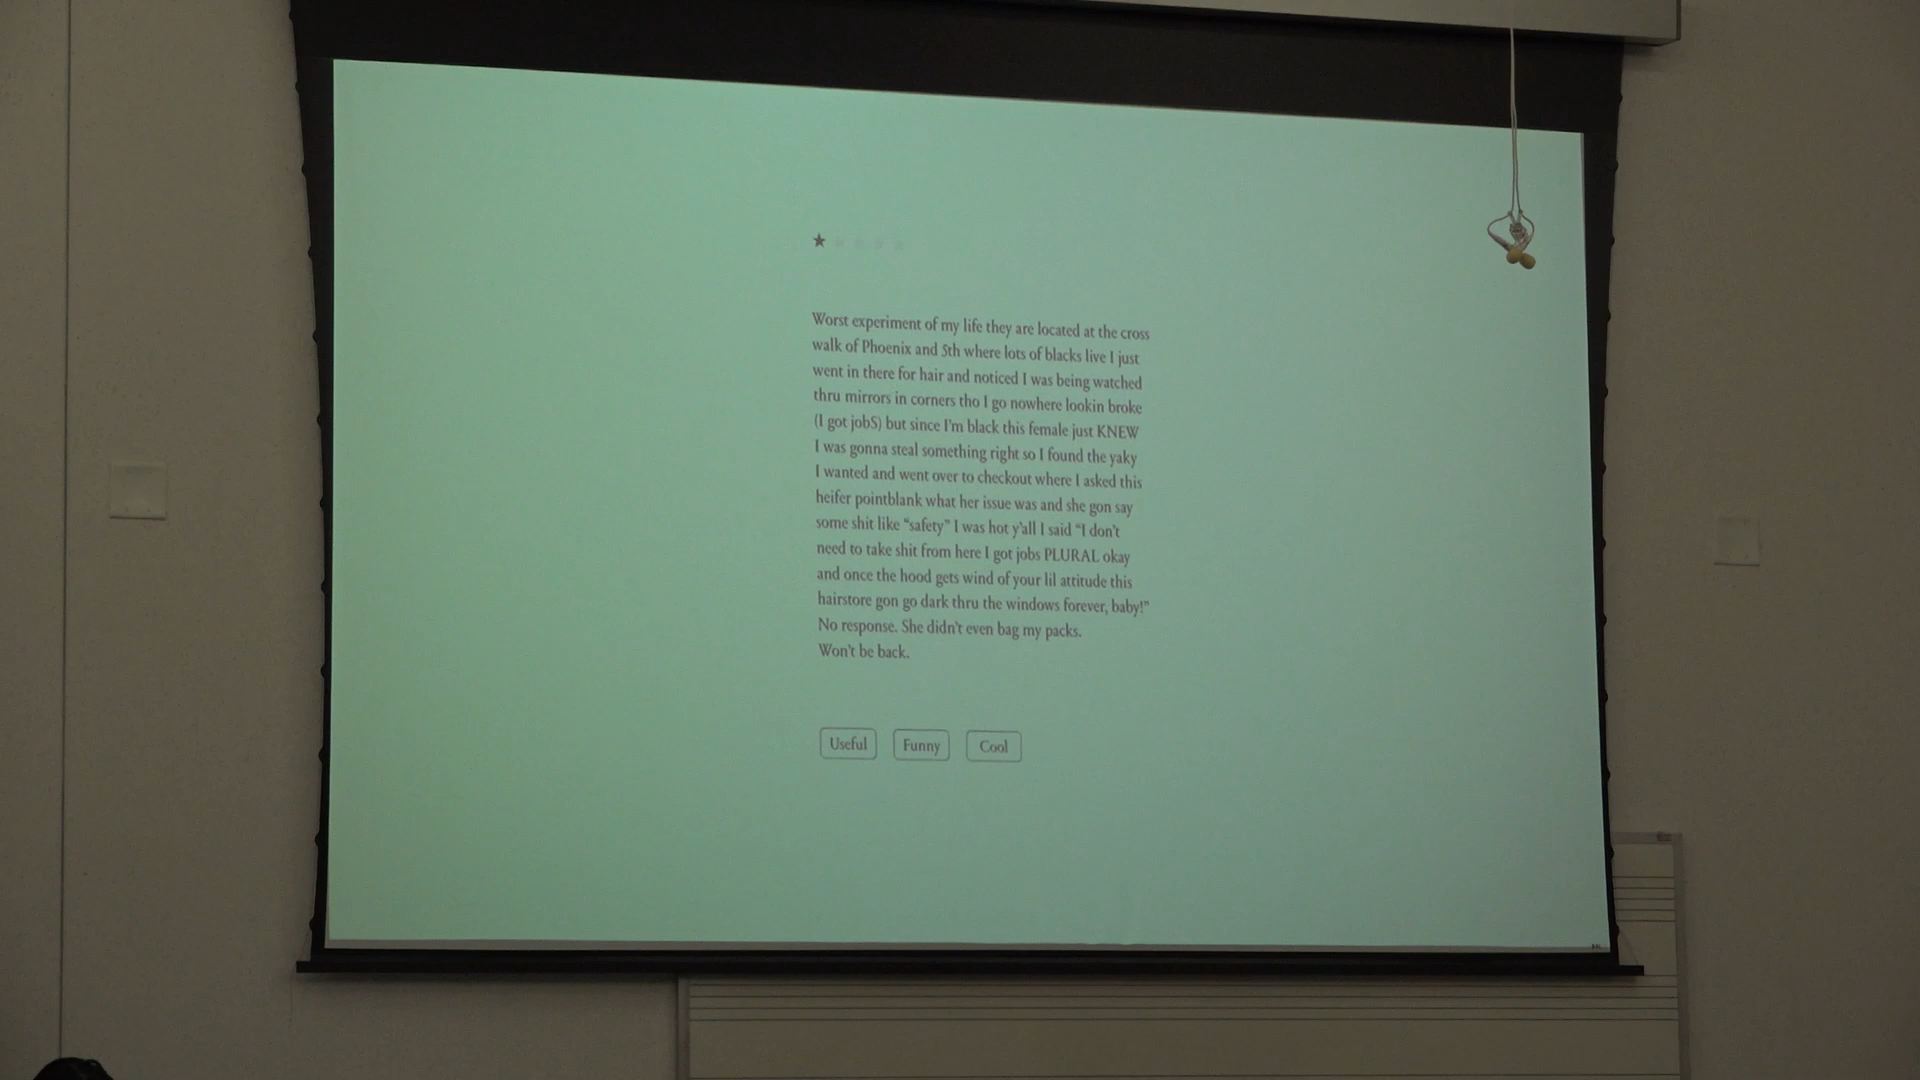 Worst experiment of my life they are located at the cross
walk of Phoenix and 5th where lots of blacks live I just
went in there for hair and noticed I was being watched
thru mirrors in corners tho I go nowhere lookin broke
(I got jobS) but since I'm black this female just KNEW
I was gonna steal something right so I found the yaky
I wanted and went over to checkout where I asked this
heifer pointblank what her issue was and she gon say
some shit like “safety” I was hot y'all I said “I don't
need to take shit from here I got jobs PLURAL okay
and once the hood gets wind of your lil attitude this
hairstore gon go dark thru the windows forever, baby!”
No response. She didn't even bag my packs.
Won't be back.
Useful Funny Cool